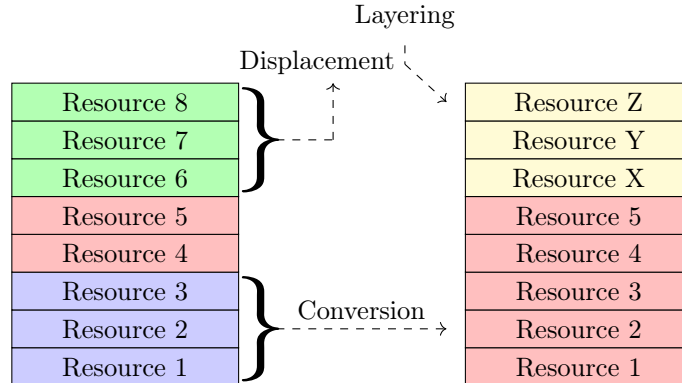 Layering
Displacement
Resource 8
Resource 7
Resource 6
Resource 5
Resource 4
Resource 3
Resource 2
Resource 1
Conversion
Resource Z
Resource Y
Resource X
Resource 5
Resource 4
Resource 3
Resource 2
Resource 1